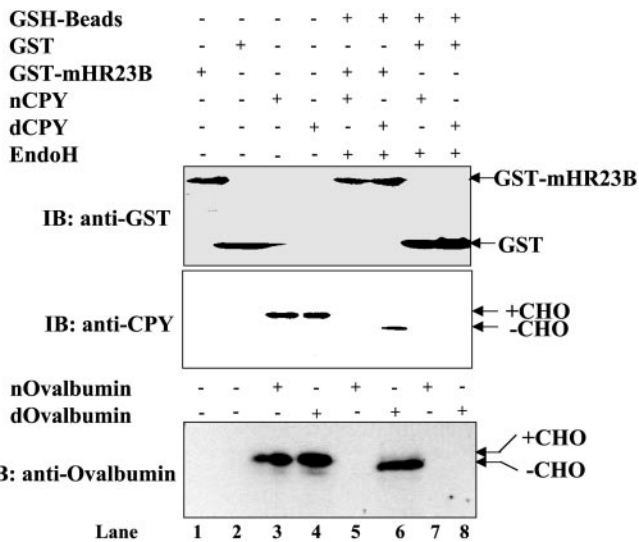 GSH-Beads - - - - + + + +
GST - + - - - - + +
GST-mHR23B + - - - + + - -
nCPY - - + - + - + -
dCPY - - - + - + - +
EndoH - - - - + + + +
IB: anti-GST
GST-mHR23B
GST
IB: anti-CPY
+CHO
-CHO
nOvalbumin - - + - + - + -
dOvalbumin - - - + - + - +
B: anti-Ovalbumin
+CHO
-CHO
Lane 1 2 3 4 5 6 7 8